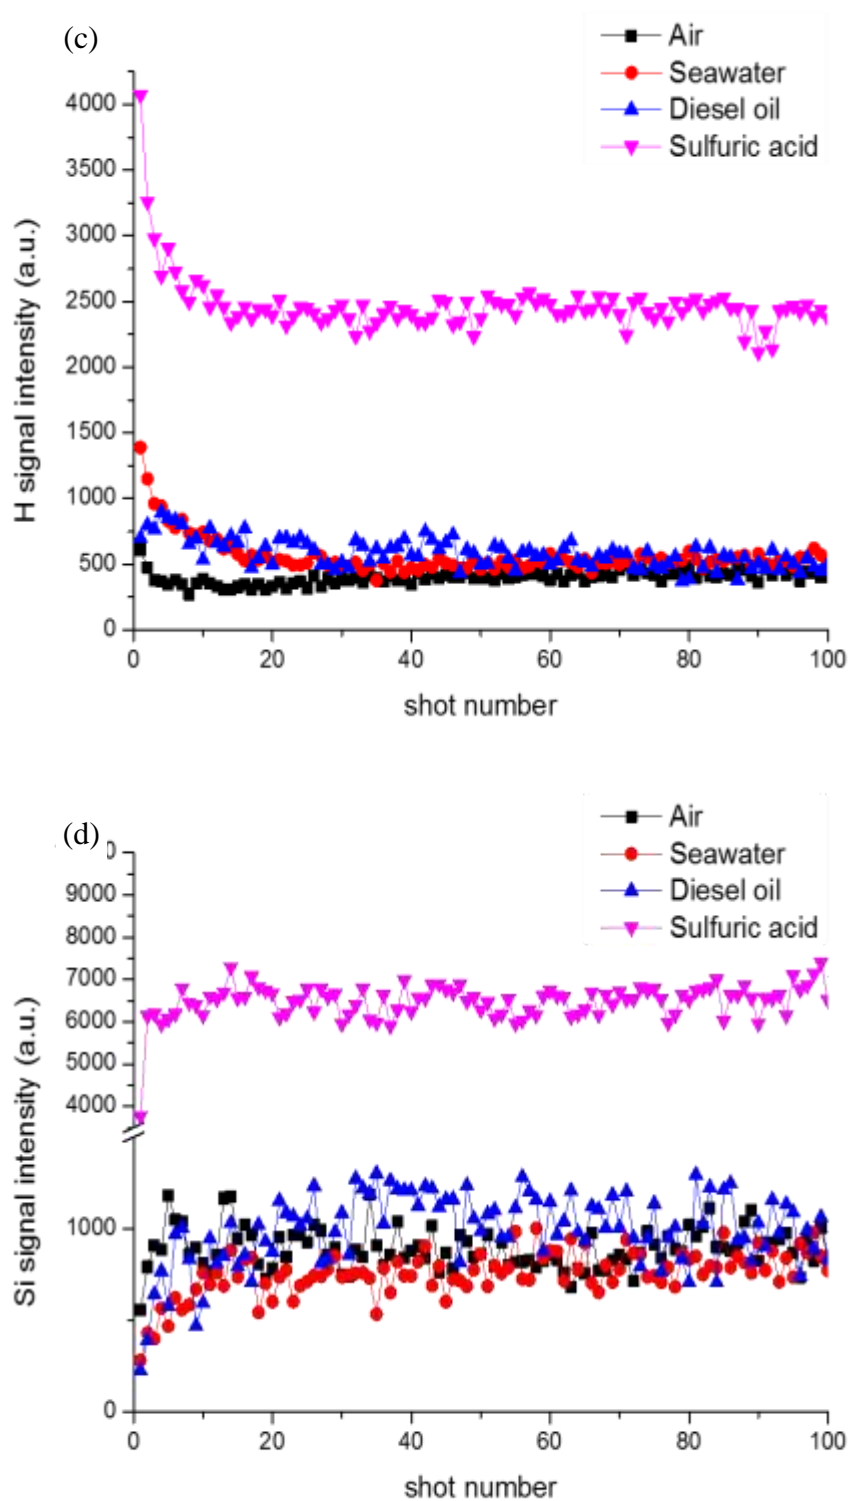 (c)
Air
Seawater
Diesel oil
Sulfuric acid
4000
3500
3000
2500
2000
1500
1000
500
0
H signal intensity (a.u.)
0 20 40 60 80 100
shot number
(d)
Air
Seawater
Diesel oil
Sulfuric acid
0
9000
8000
7000
6000
5000
4000
1000
0
Si signal intensity (a.u.)
0 20 40 60 80 100
shot number